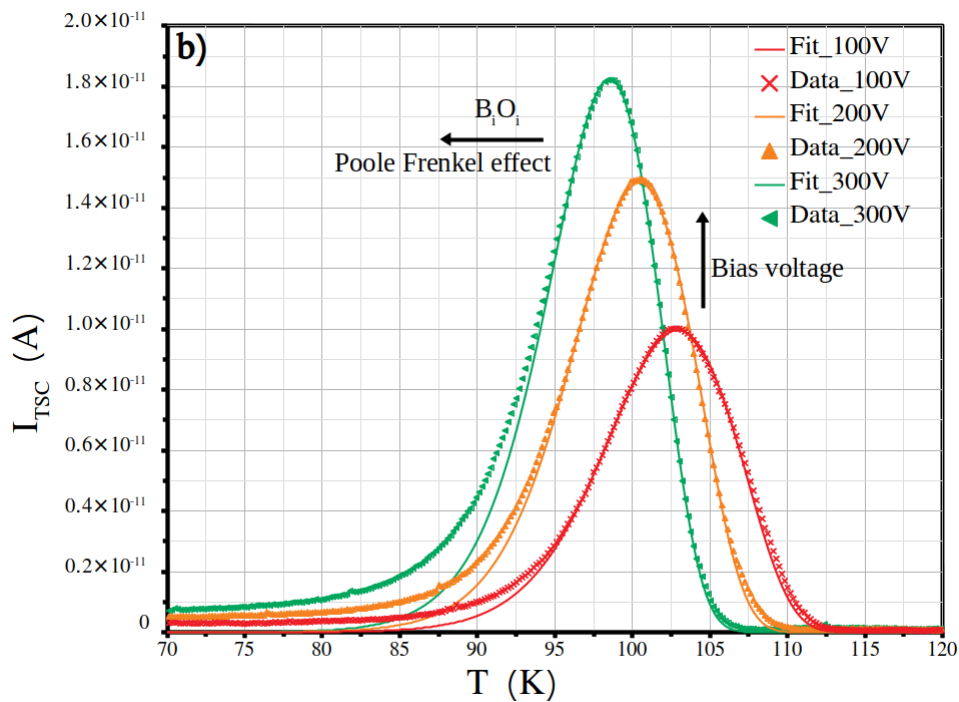 b)
2.0×10⁻¹¹
1.8×10⁻¹¹
1.6×10⁻¹¹
1.4×10⁻¹¹
1.2×10⁻¹¹
1.0×10⁻¹¹
0.8×10⁻¹¹
0.6×10⁻¹¹
0.4×10⁻¹¹
0.2×10⁻¹¹
0
I_TSC (A)
BᵢOᵢ
Poole Frenkel effect
Fit_100V
Data_100V
Fit_200V
Data_200V
Fit_300V
Data_300V
Bias voltage
70 75 80 85 90 95 100 105 110 115 120
T (K)